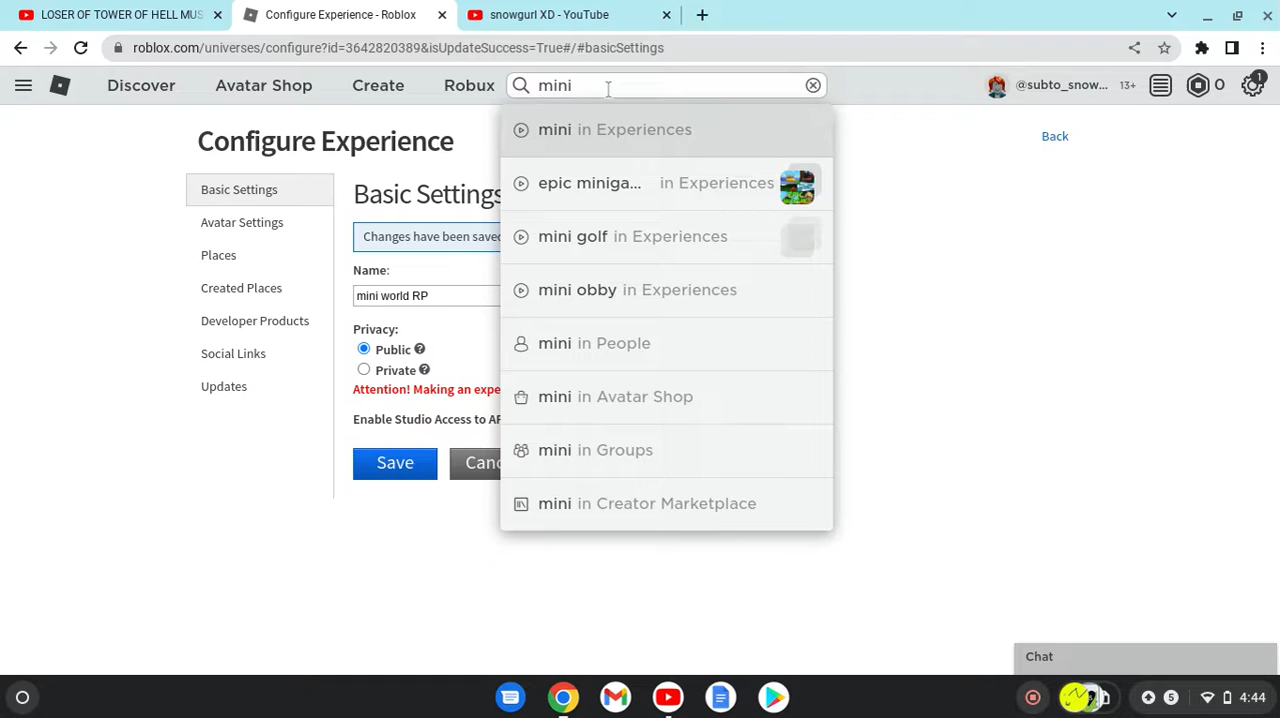 LOSER OF TOWER OF HELL MUS
Configure Experience - Roblox
snowgurl XD - YouTube
roblox.com/universes/configure?id=3642820389&isUpdateSuccess=True#/#basicSettings
Discover
Avatar Shop
Create
Robux
mini
@subto_snow...
13+
0
1
Configure Experience
Back
Basic Settings
Avatar Settings
Places
Created Places
Developer Products
Social Links
Updates
Basic Settings
Changes have been saved
Name:
mini world RP
Privacy:
Public
Private
Attention! Making an expe
Enable Studio Access to AP
Save
Canc
mini in Experiences
epic miniga... in Experiences
mini golf in Experiences
mini obby in Experiences
mini in People
mini in Avatar Shop
mini in Groups
mini in Creator Marketplace
Chat
5
4:44